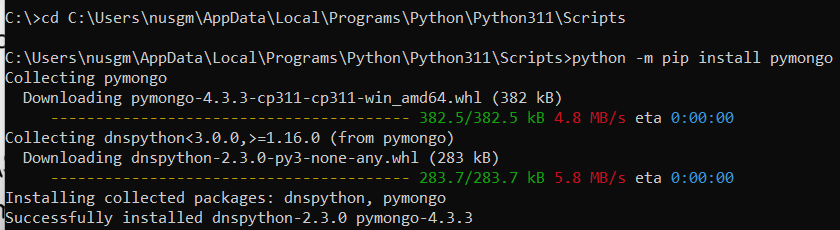 C:\>cd C:\Users\nusgm\AppData\Local\Programs\Python\Python311\Scripts
C:\Users\nusgm\AppData\Local\Programs\Python\Python311\Scripts>python -m pip install pymongo
Collecting pymongo
  Downloading pymongo-4.3.3-cp311-cp311-win_amd64.whl (382 kB)
     ---------------------------------------- 382.5/382.5 kB 4.8 MB/s eta 0:00:00
Collecting dnspython<3.0.0,>=1.16.0 (from pymongo)
  Downloading dnspython-2.3.0-py3-none-any.whl (283 kB)
     ---------------------------------------- 283.7/283.7 kB 5.8 MB/s eta 0:00:00
Installing collected packages: dnspython, pymongo
Successfully installed dnspython-2.3.0 pymongo-4.3.3